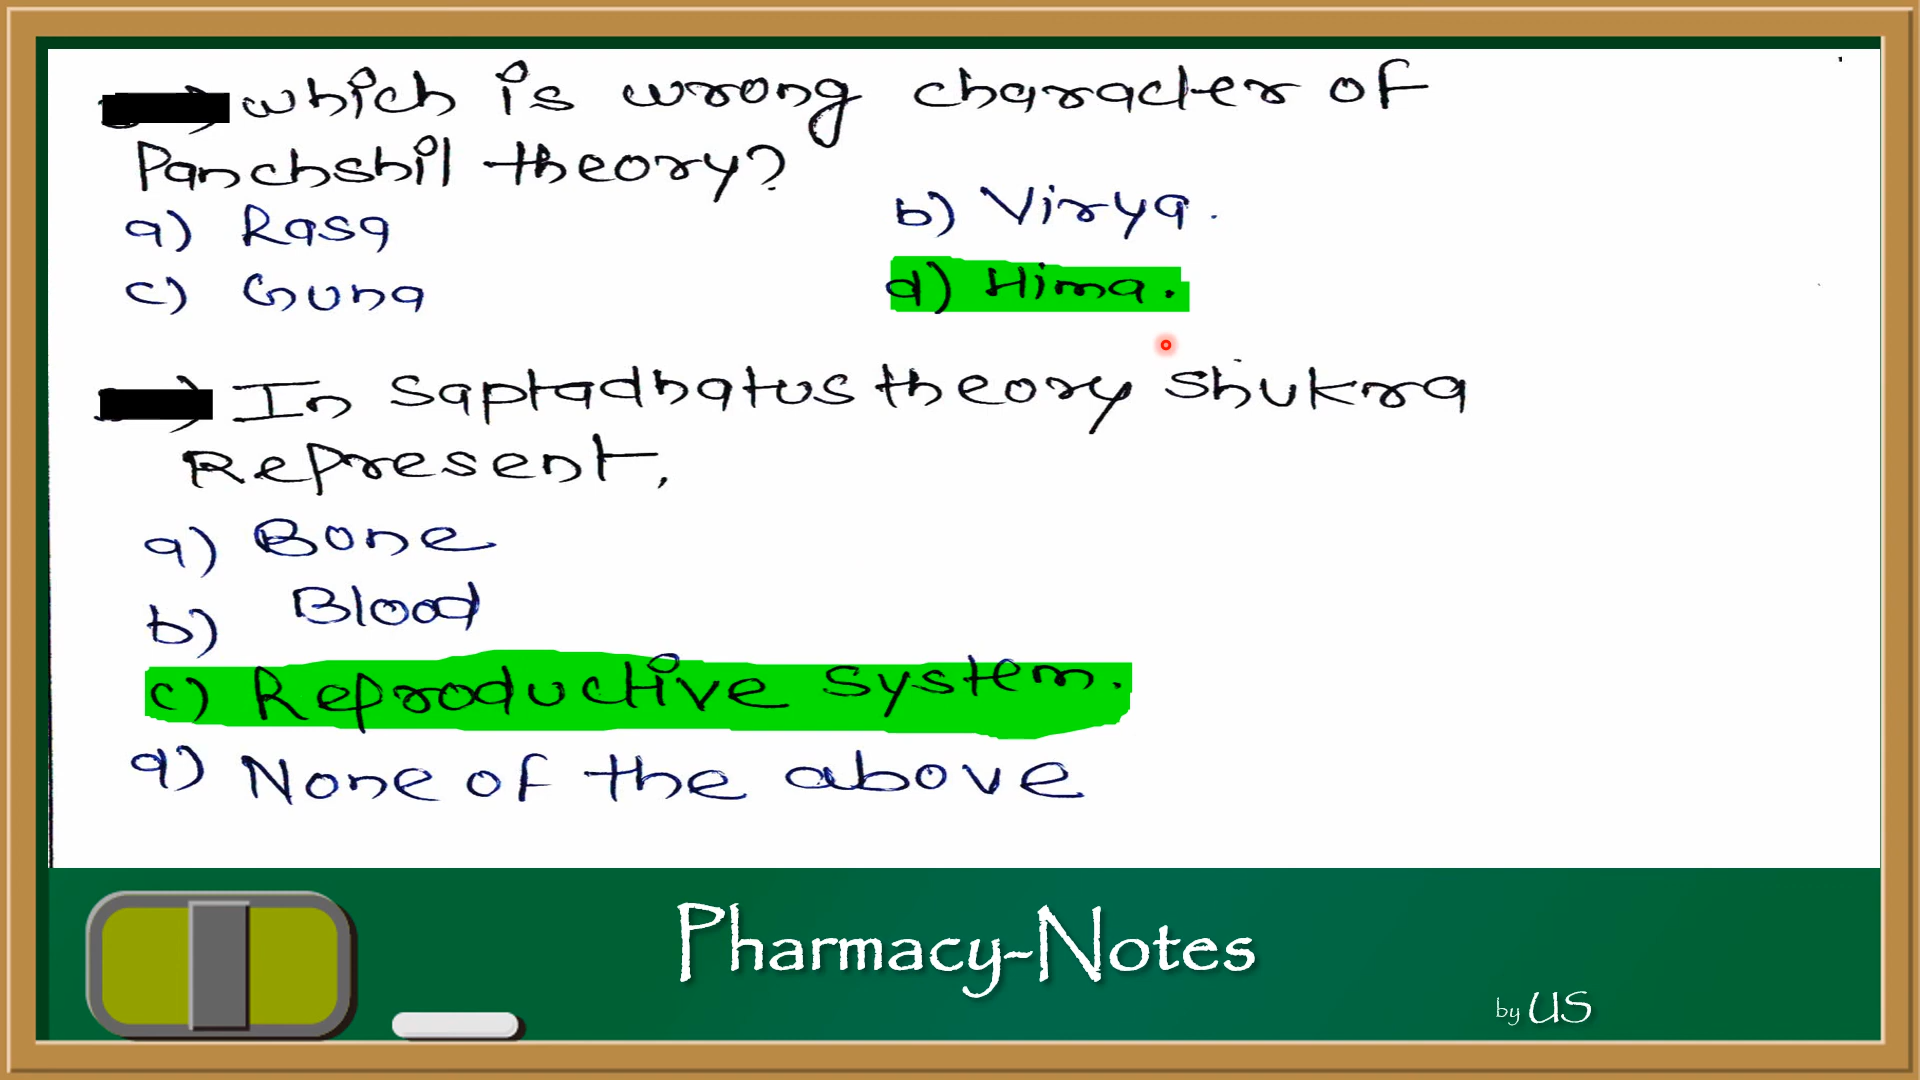 which is wrong character of
Panchshil theory?
a) Rasa
b) Virya.
c) Guna
d) Hima.
In Saptadhatus theory Shukra
Represent,
a) Bone
b) Blood
c) Reproductive system.
d) None of the above
Pharmacy-Notes
by US